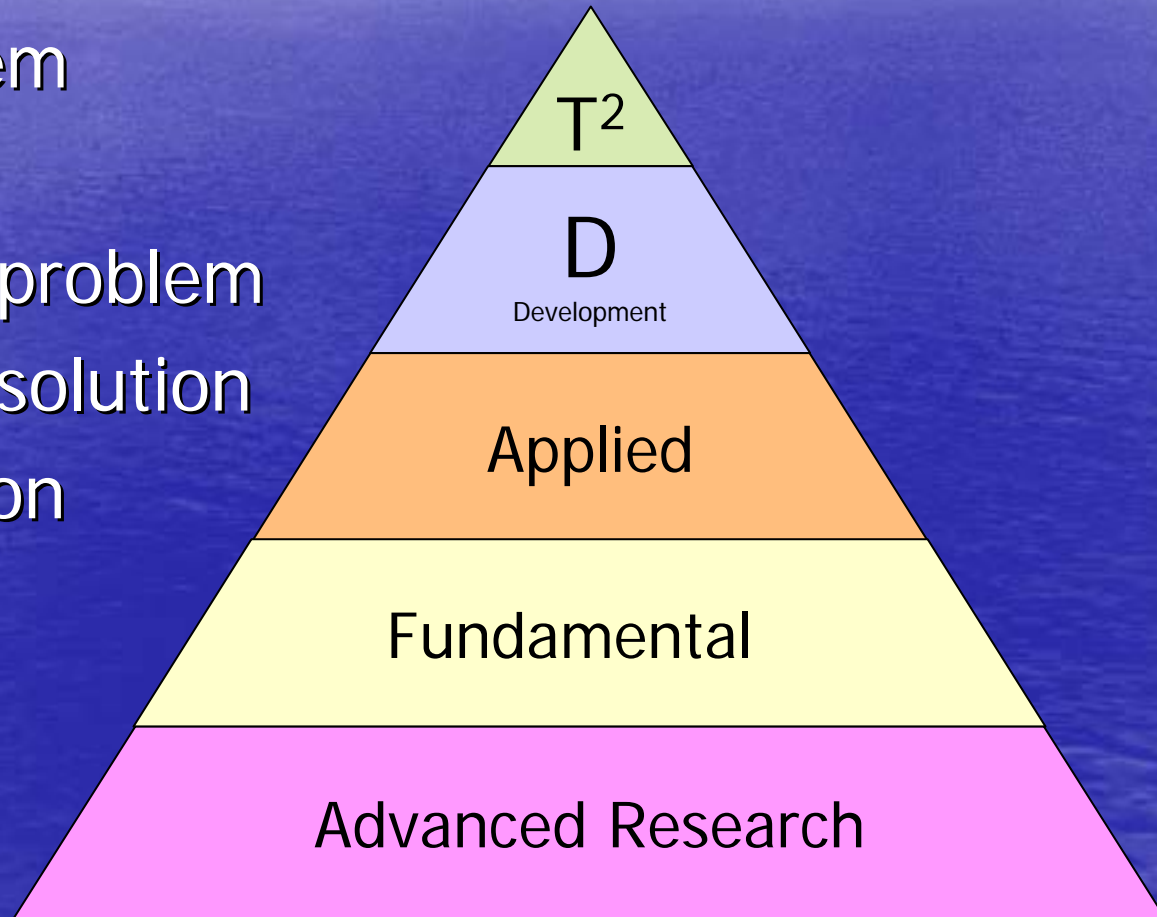 em
problem
solution
on
T²
D
Development
Applied
Fundamental
Advanced Research